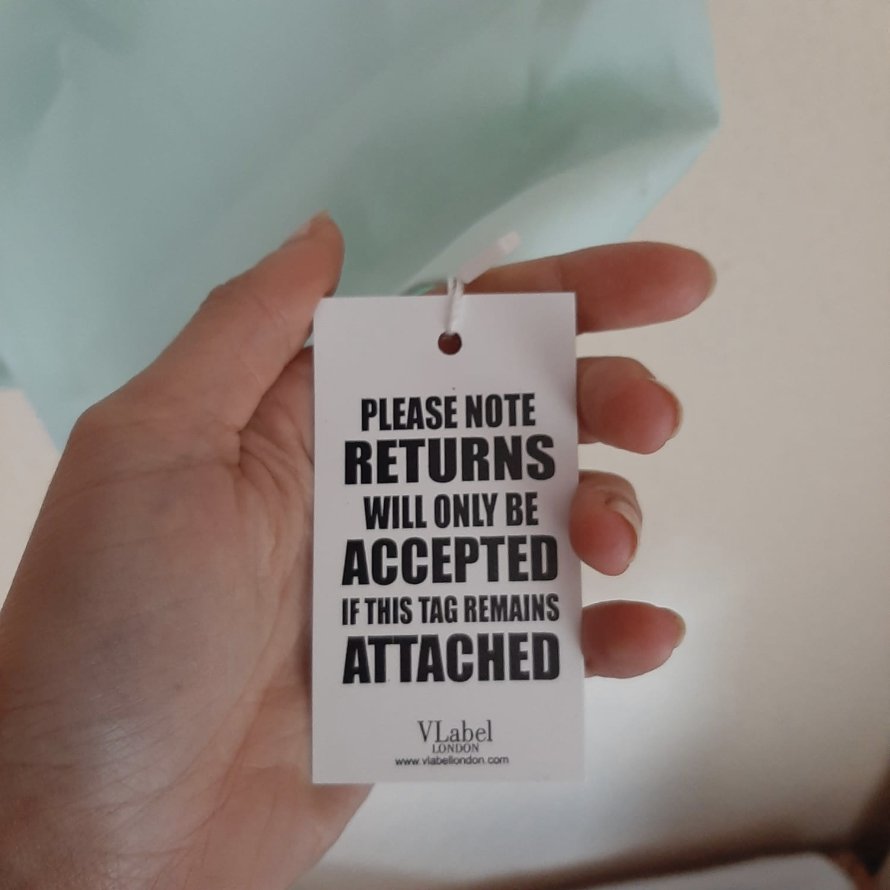 PLEASE NOTE
RETURNS
WILL ONLY BE
ACCEPTED
IF THIS TAG REMAINS
ATTACHED
VLabel
LONDON
www.vlabellondon.com